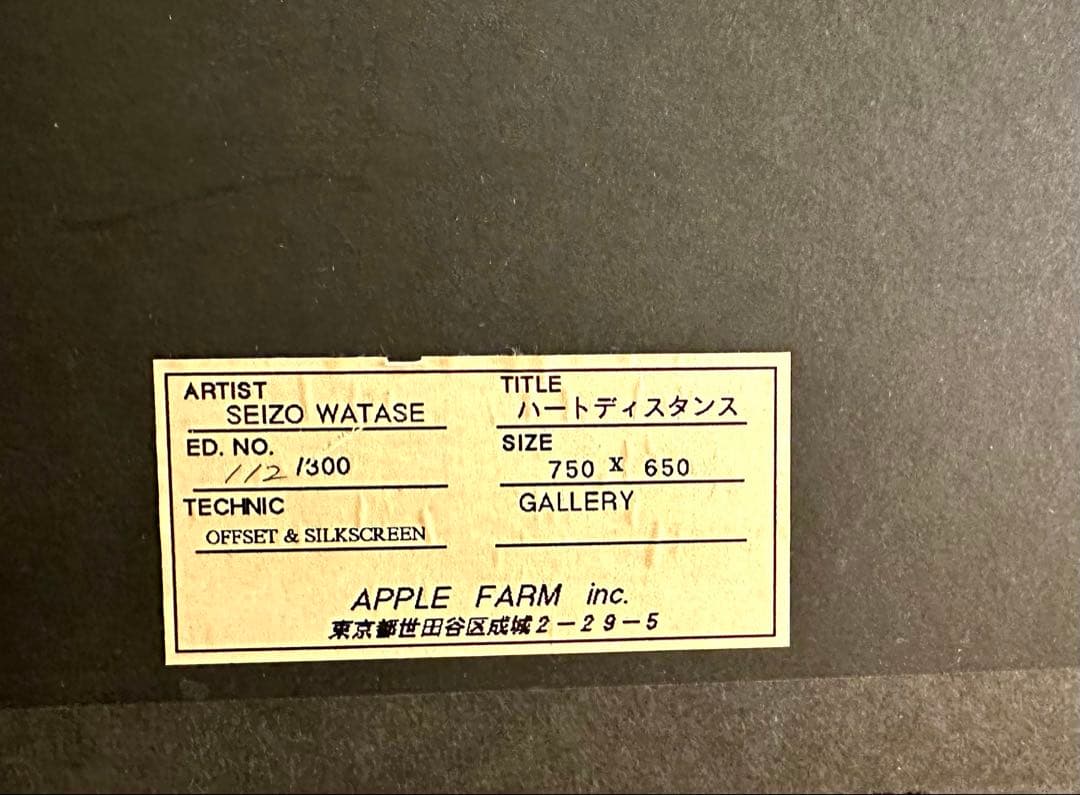 ARTIST
SEIZO WATASE
TITLE
ハートディスタンス
ED. NO.
112 /300
SIZE
750 x 650
TECHNIC
OFFSET & SILKSCREEN
GALLERY
APPLE FARM inc.
東京都世田谷区成城2-29-5